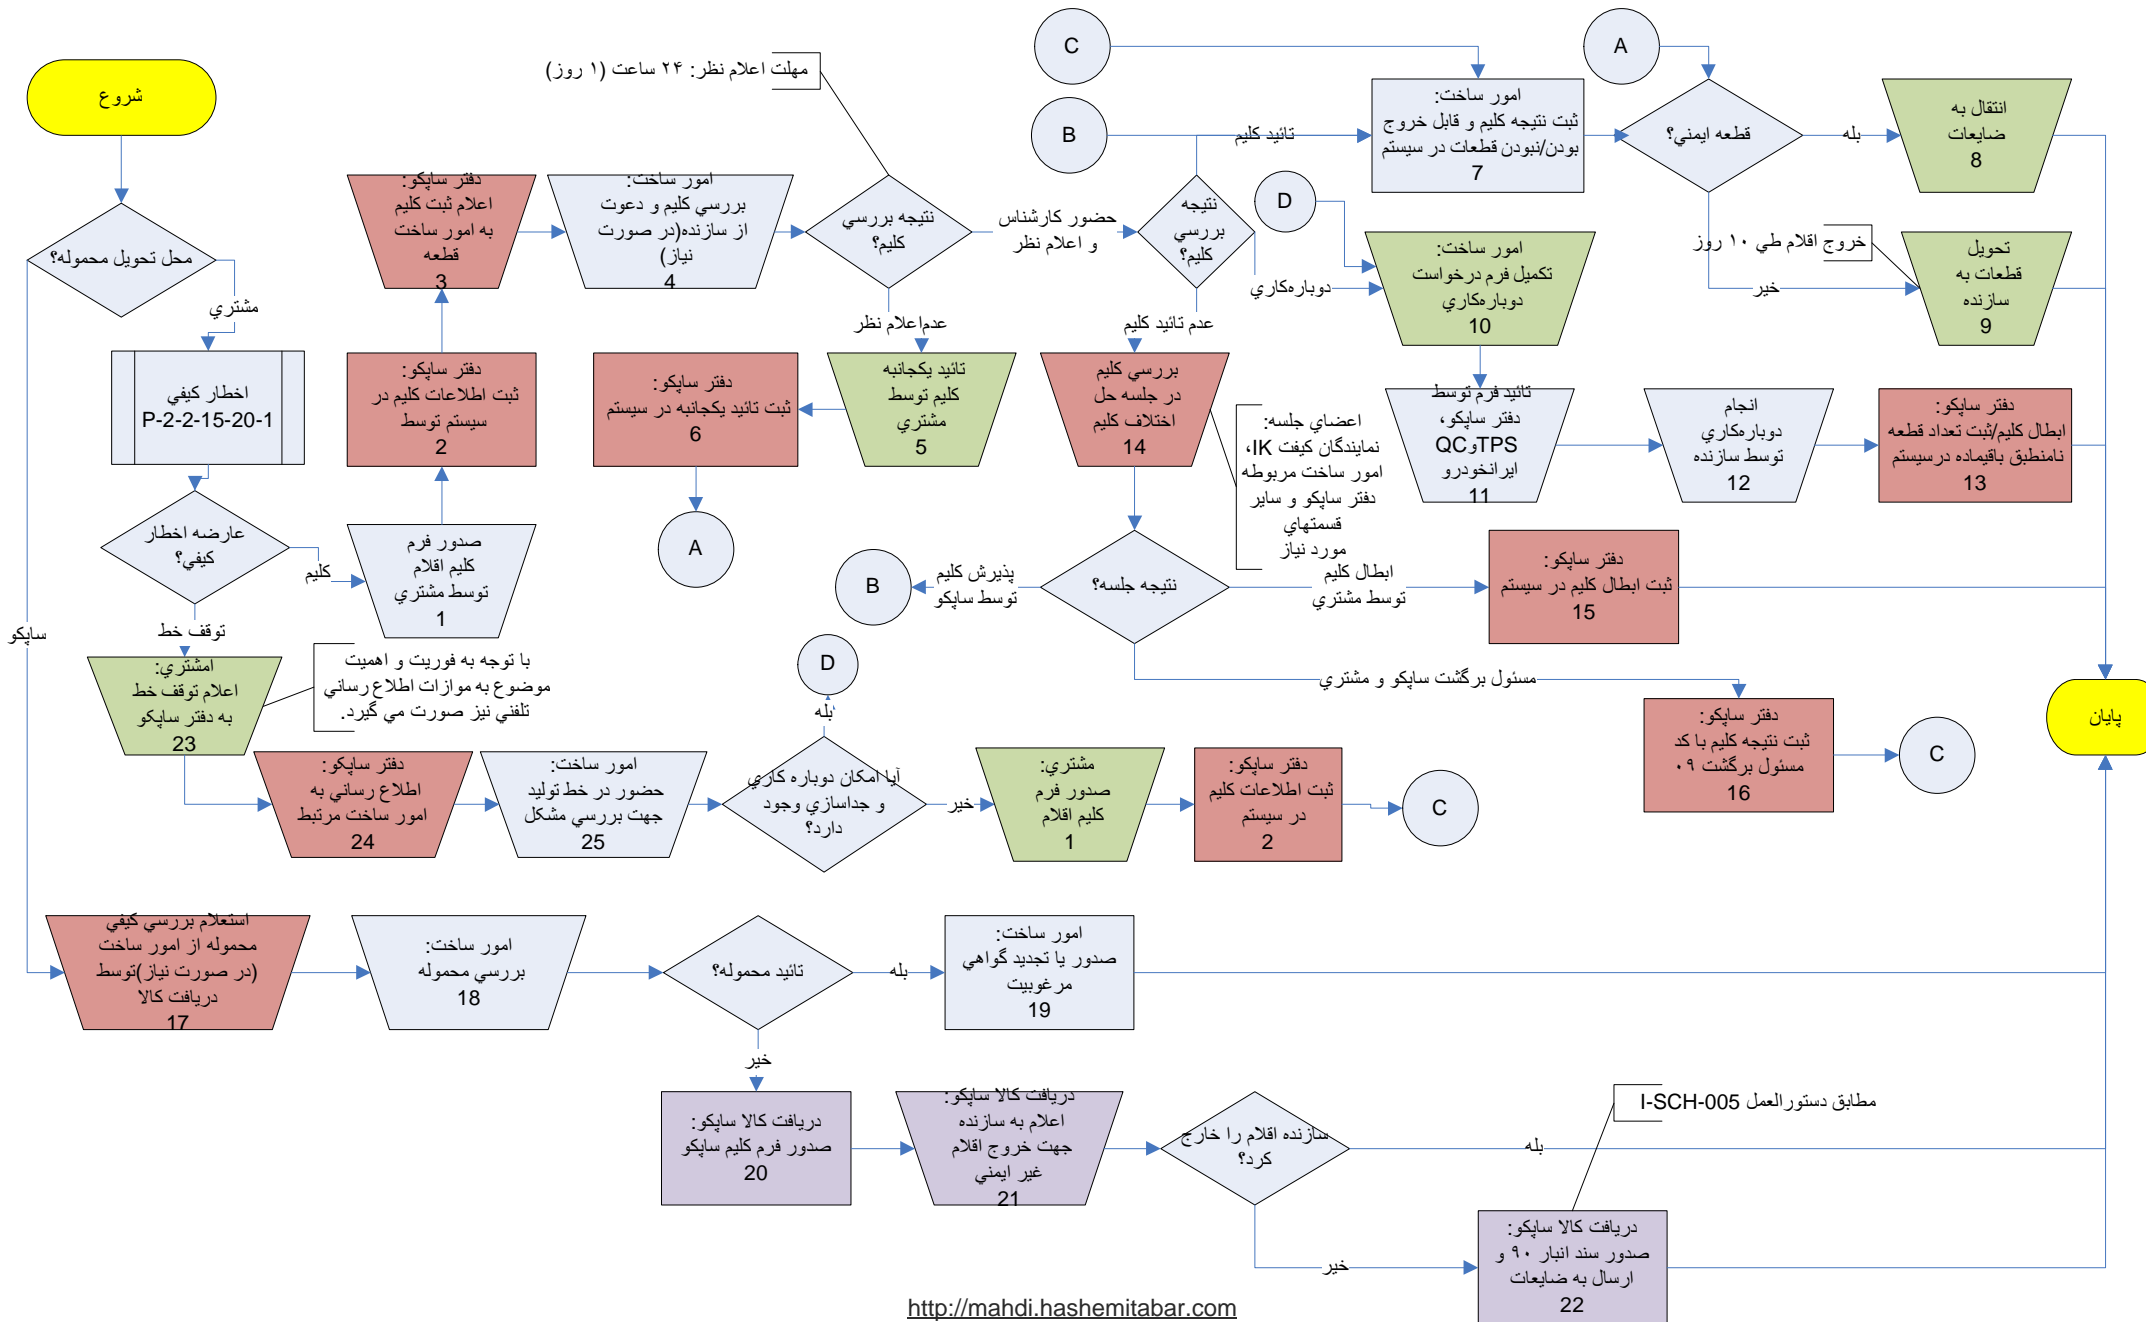 شروع
محل تحويل محموله؟
مشتري
ساپكو
اخطار كيفي
P-2-2-15-20-1
عارضه اخطار
كيفي؟
كليم
توقف خط
صدور فرم
كليم اقلام
توسط مشتري
1
دفتر ساپكو:
ثبت اطلاعات كليم در
سيستم توسط
2
دفتر ساپكو:
اعلام ثبت كليم
به امور ساخت
قطعه
3
امور ساخت:
بررسي كليم و دعوت
از سازنده(در صورت
نياز)
4
مهلت اعلام نظر: ۲۴ ساعت (۱ روز)
نتيجه بررسي
كليم؟
حضور كارشناس
و اعلام نظر
عدم‌اعلام نظر
تائيد يكجانبه
كليم توسط
مشتري
5
دفتر ساپكو:
ثبت تائيد يكجانبه در سيستم
6
A
نتيجه
بررسي
كليم؟
تائيد كليم
دوباره‌كاري
عدم تائيد كليم
C
B
D
A
امور ساخت:
ثبت نتيجه كليم و قابل خروج
بودن/نبودن قطعات در سيستم
7
قطعه ايمني؟
بله
خير
انتقال به
ضايعات
8
خروج اقلام طي ۱۰ روز
تحويل
قطعات به
سازنده
9
امور ساخت:
تكميل فرم درخواست
دوباره‌كاري
10
تائيد فرم توسط
دفتر ساپكو،
TPSوQC
ايرانخودرو
11
انجام
دوباره‌كاري
توسط سازنده
12
دفتر ساپكو:
ابطال كليم/ثبت تعداد قطعه
نامنطبق باقيماده درسيستم
13
بررسي كليم
در جلسه حل
اختلاف كليم
14
اعضاي جلسه:
نمايندگان كيفت IK،
امور ساخت مربوطه
دفتر ساپكو و ساير
قسمتهاي
مورد نياز
نتيجه جلسه؟
پذيرش كليم
توسط ساپكو
B
ابطال كليم
توسط مشتري
دفتر ساپكو:
ثبت ابطال كليم در سيستم
15
مسئول برگشت ساپكو و مشتري
دفتر ساپكو:
ثبت نتيجه كليم با كد
مسئول برگشت ۰۹
16
C
پايان
امشتري:
اعلام توقف خط
به دفتر ساپكو
23
با توجه به فوريت و اهميت
موضوع به موازات اطلاع رساني
تلفني نيز صورت مي گيرد.
دفتر ساپكو:
اطلاع رساني به
امور ساخت مرتبط
24
امور ساخت:
حضور در خط توليد
جهت بررسي مشكل
25
آيا امكان دوباره كاري
و جداسازي وجود
دارد؟
بله
D
خير
مشتري:
صدور فرم
كليم اقلام
1
دفتر ساپكو:
ثبت اطلاعات كليم
در سيستم
2
C
استعلام بررسي كيفي
محموله از امور ساخت
(در صورت نياز)توسط
دريافت كالا
17
امور ساخت:
بررسي محموله
18
تائيد محموله؟
بله
خير
امور ساخت:
صدور يا تجديد گواهي
مرغوبيت
19
دريافت كالا ساپكو:
صدور فرم كليم ساپكو
20
دريافت كالا ساپكو:
اعلام به سازنده
جهت خروج اقلام
غير ايمني
21
سازنده اقلام را خارج
كرد؟
بله
خير
مطابق دستورالعمل I-SCH-005
دريافت كالا ساپكو:
صدور سند انبار ۹۰ و
ارسال به ضايعات
22
http://mahdi.hashemitabar.com